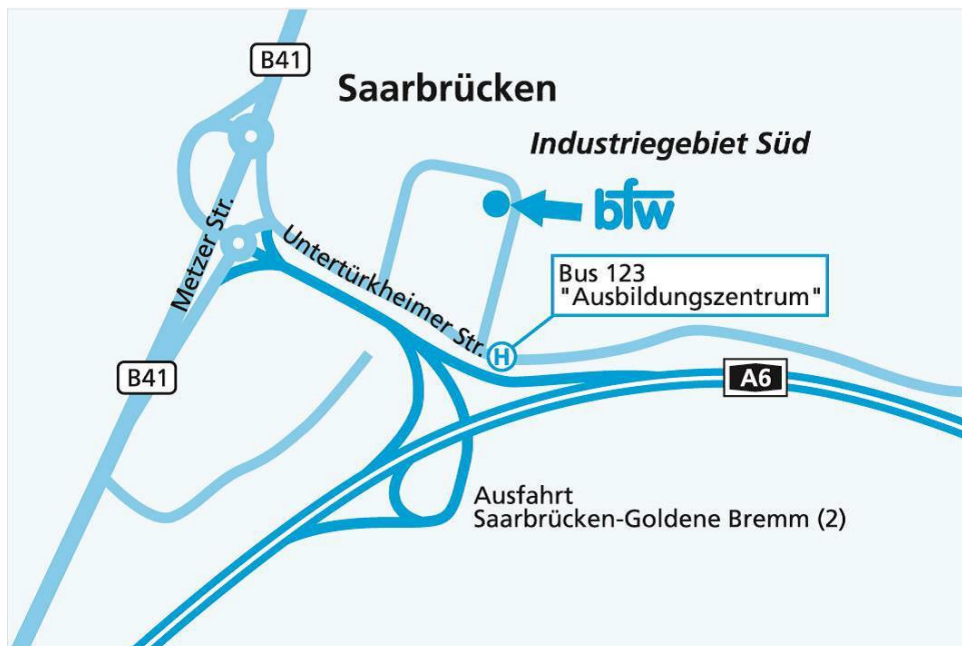 B41
Saarbrücken
Industriegebiet Süd
bfw
Metzer Str.
Untertürkheimer Str.
Bus 123
"Ausbildungszentrum"
H
B41
A6
Ausfahrt
Saarbrücken-Goldene Bremm (2)